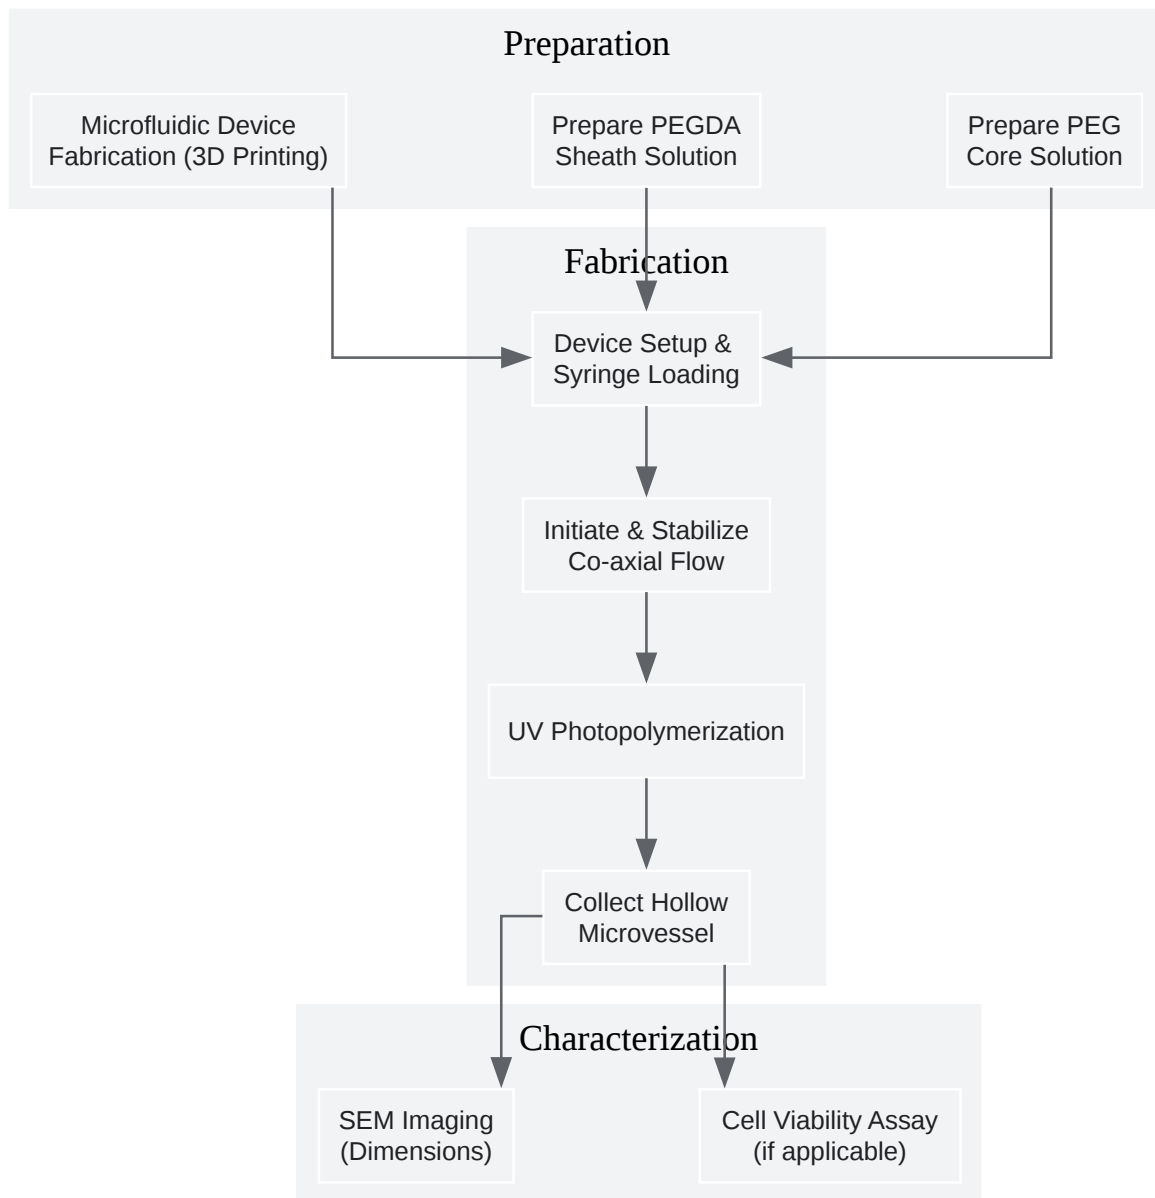 Preparation
Microfluidic Device
Fabrication (3D Printing)
Prepare PEGDA
Sheath Solution
Prepare PEG
Core Solution
Fabrication
Device Setup &
Syringe Loading
Initiate & Stabilize
Co-axial Flow
UV Photopolymerization
Collect Hollow
Microvessel
Characterization
SEM Imaging
(Dimensions)
Cell Viability Assay
(if applicable)